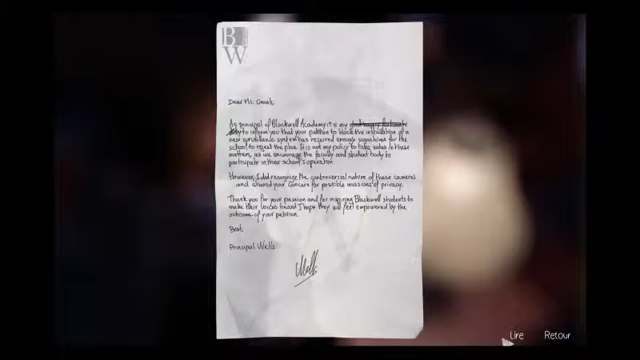 B
W
Dear Ms. Grant,
As principal of Blackwell Academy it is my
duty to inform you that your petition to block the installation of a
new surveillance system has required enough signatures for the
school to reject the plan. It is not my policy to take sides in these
matters, as we encourage the faculty and student body to
participate in their school's operation.
However, I did recognize the controversial nature of these cameras
and shared your concern for possible invasions of privacy.
Thank you for your passion and for inspiring Blackwell students to
make their voices heard. I hope they feel empowered by the
outcome of your petition.
Best,
Principal Wells
Wells
Lire Retour